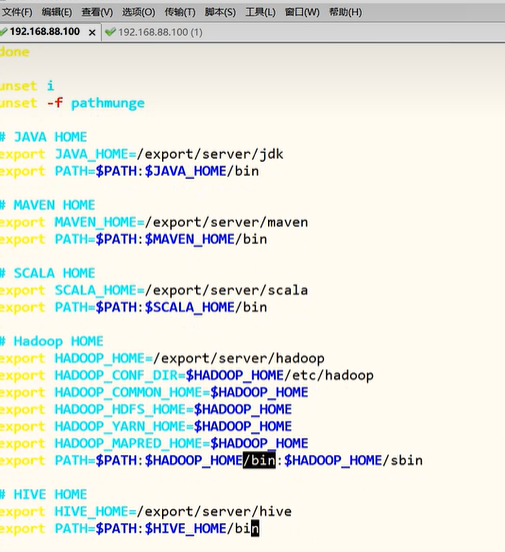 文件(F) 编辑(E) 查看(V) 选项(O) 传输(T) 脚本(S) 工具(L) 窗口(W) 帮助(H)
192.168.88.100 × 192.168.88.100 (1)
done
unset i
unset -f pathmunge
# JAVA HOME
export JAVA_HOME=/export/server/jdk
export PATH=$PATH:$JAVA_HOME/bin
# MAVEN HOME
export MAVEN_HOME=/export/server/maven
export PATH=$PATH:$MAVEN_HOME/bin
# SCALA HOME
export SCALA_HOME=/export/server/scala
export PATH=$PATH:$SCALA_HOME/bin
# Hadoop HOME
export HADOOP_HOME=/export/server/hadoop
export HADOOP_CONF_DIR=$HADOOP_HOME/etc/hadoop
export HADOOP_COMMON_HOME=$HADOOP_HOME
export HADOOP_HDFS_HOME=$HADOOP_HOME
export HADOOP_YARN_HOME=$HADOOP_HOME
export HADOOP_MAPRED_HOME=$HADOOP_HOME
export PATH=$PATH:$HADOOP_HOME/bin:$HADOOP_HOME/sbin
# HIVE HOME
export HIVE_HOME=/export/server/hive
export PATH=$PATH:$HIVE_HOME/bin